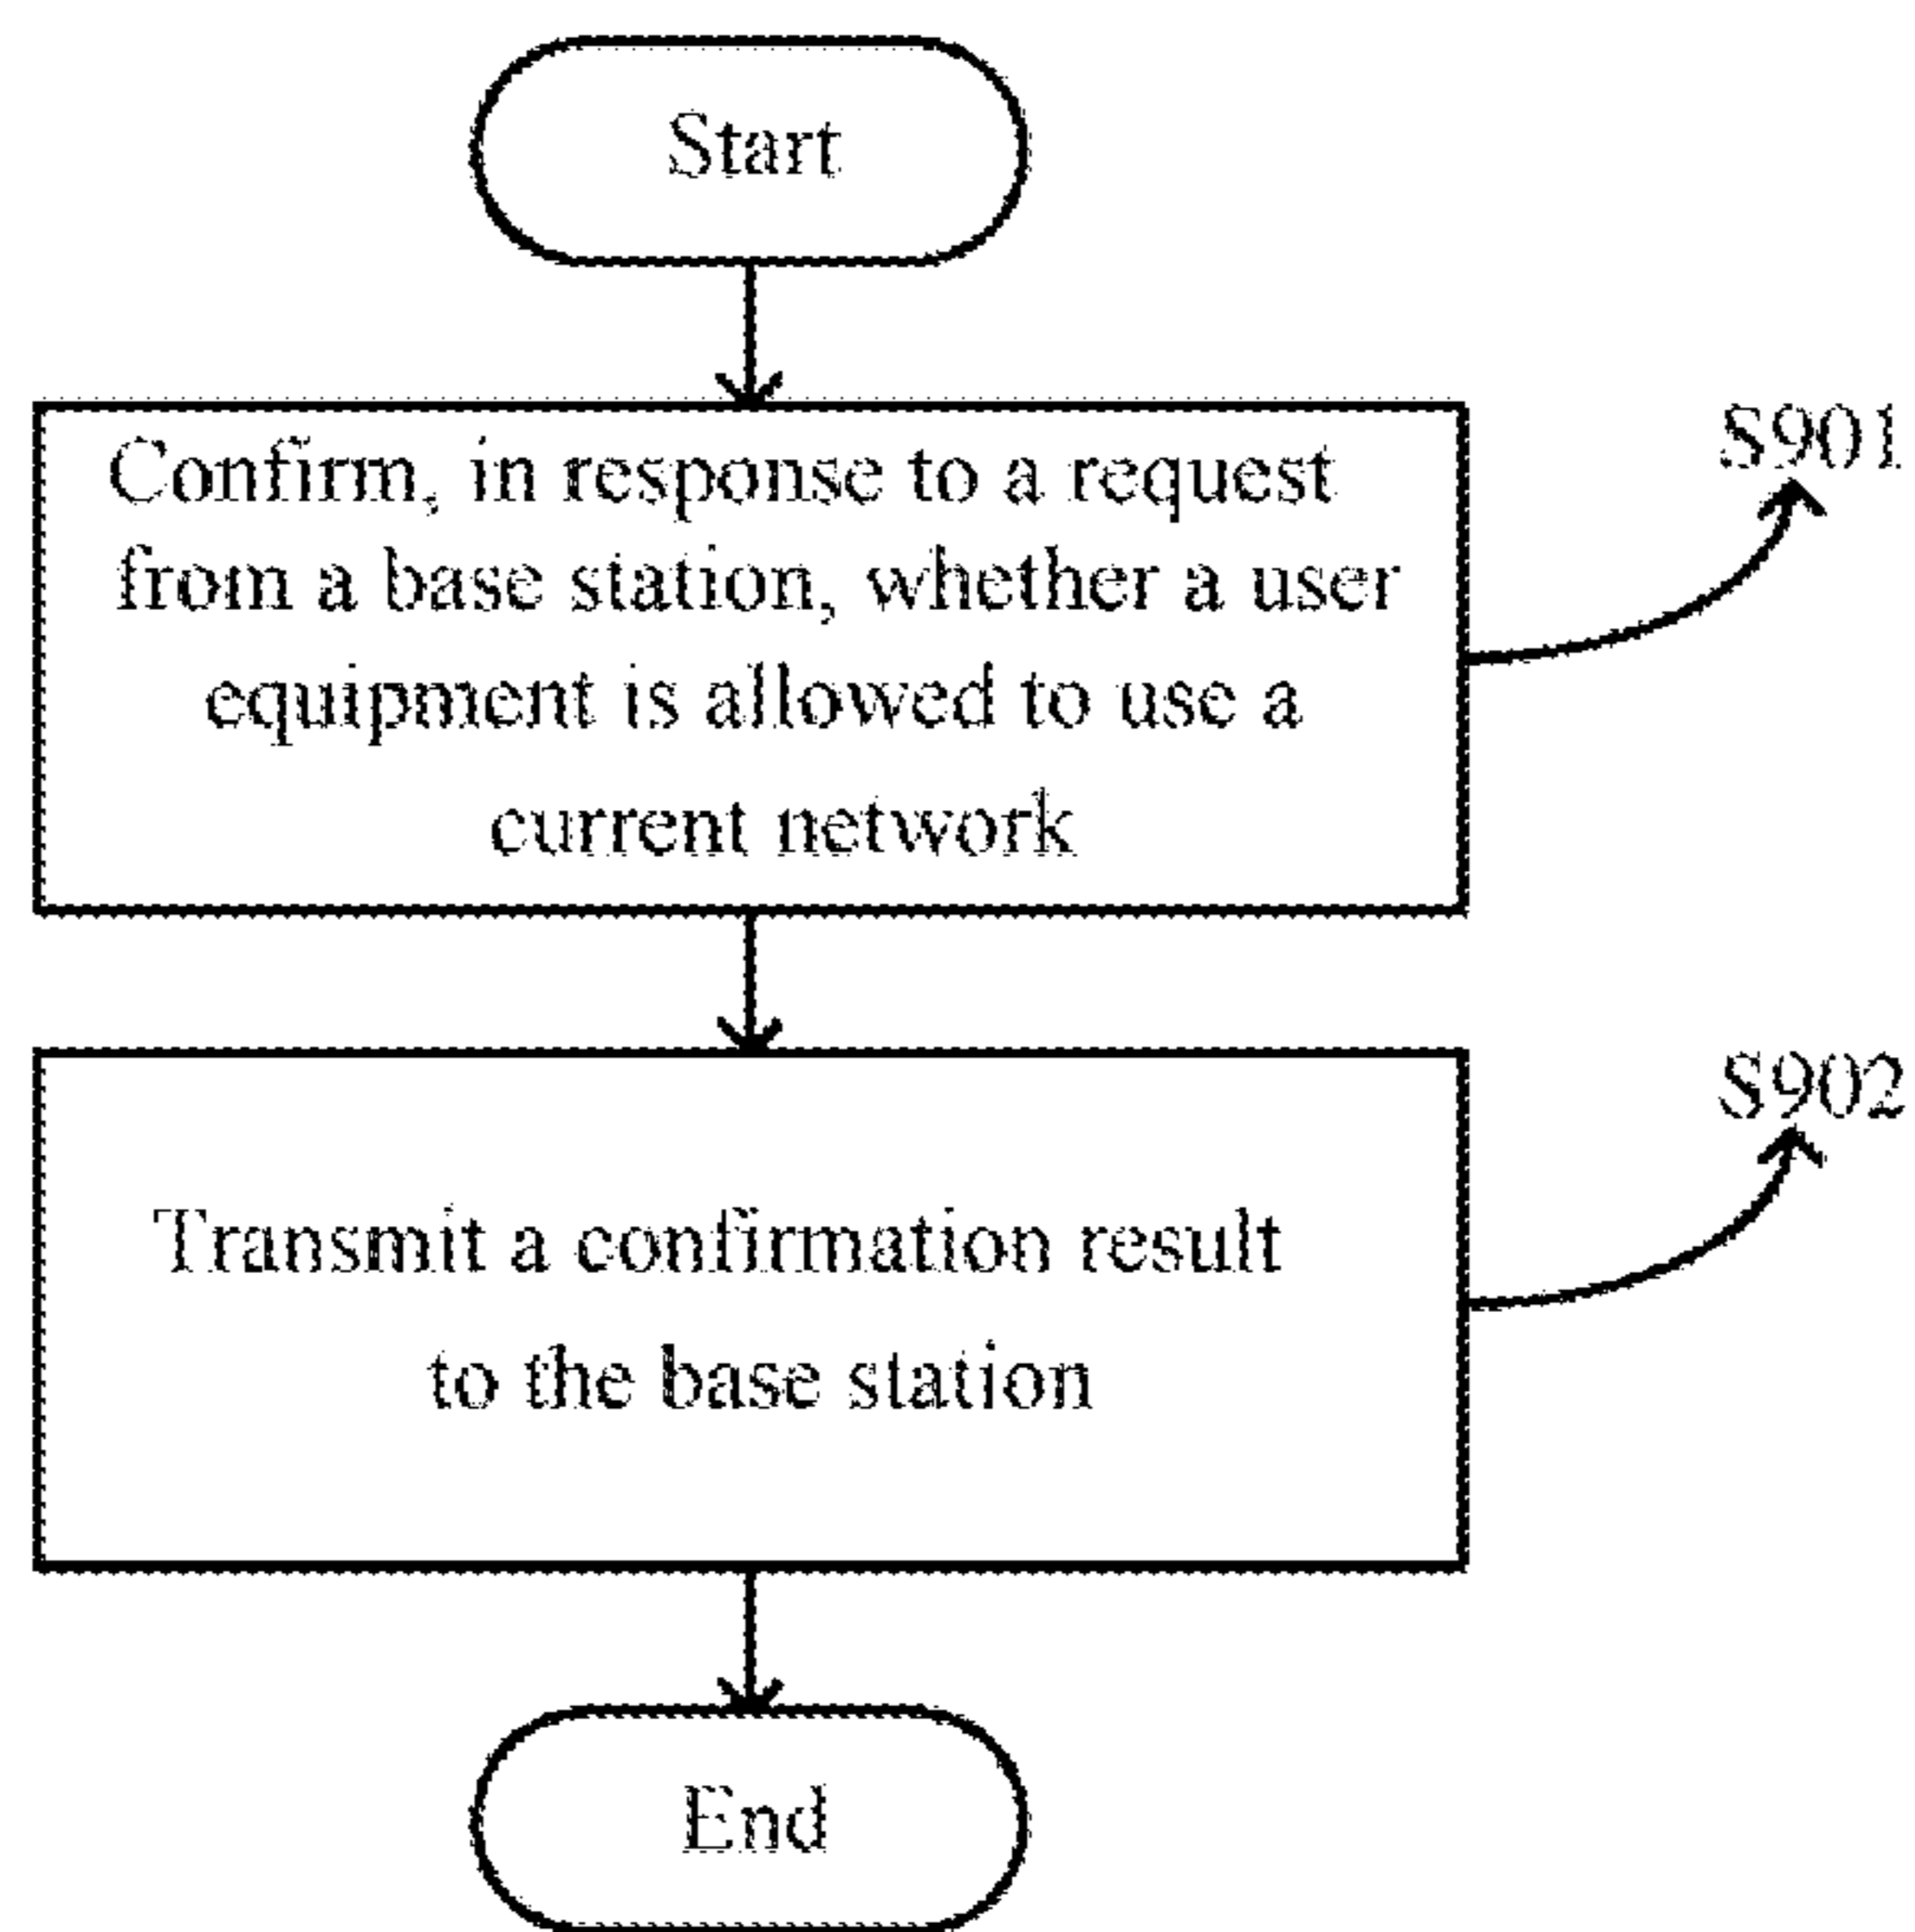 Start
Confirm, in response to a request
from a base station, whether a user
equipment is allowed to use a
current network
S901
Transmit a confirmation result
to the base station
S902
End